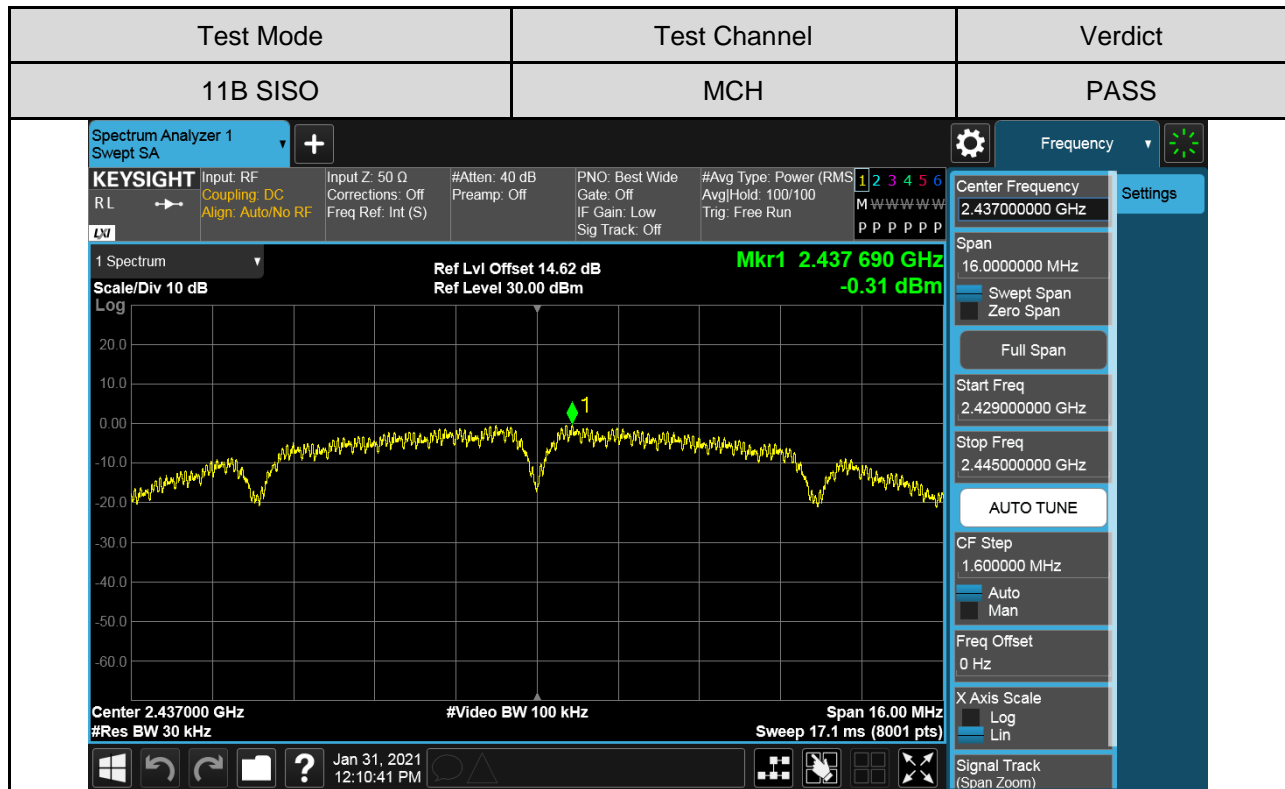 Test Mode Test Channel Verdict
11B SISO MCH PASS
Spectrum Analyzer 1
Swept SA
+
Frequency
KEYSIGHT
RL
LXI
Input: RF
Coupling: DC
Align: Auto/No RF
Input Z: 50 Ω
Corrections: Off
Freq Ref: Int (S)
#Atten: 40 dB
Preamp: Off
PNO: Best Wide
Gate: Off
IF Gain: Low
Sig Track: Off
#Avg Type: Power (RMS
Avg|Hold: 100/100
Trig: Free Run
1 2 3 4 5 6
M W W W W W
P P P P P P
1 Spectrum
Scale/Div 10 dB
Ref Lvl Offset 14.62 dB
Ref Level 30.00 dBm
Mkr1 2.437 690 GHz
-0.31 dBm
Log
20.0
10.0
0.00
-10.0
-20.0
-30.0
-40.0
-50.0
-60.0
1
Center 2.437000 GHz
#Res BW 30 kHz
#Video BW 100 kHz
Span 16.00 MHz
Sweep 17.1 ms (8001 pts)
?
Jan 31, 2021
12:10:41 PM
Center Frequency
2.437000000 GHz
Span
16.0000000 MHz
Swept Span
Zero Span
Full Span
Start Freq
2.429000000 GHz
Stop Freq
2.445000000 GHz
AUTO TUNE
CF Step
1.600000 MHz
Auto
Man
Freq Offset
0 Hz
X Axis Scale
Log
Lin
Signal Track
(Span Zoom)
Settings